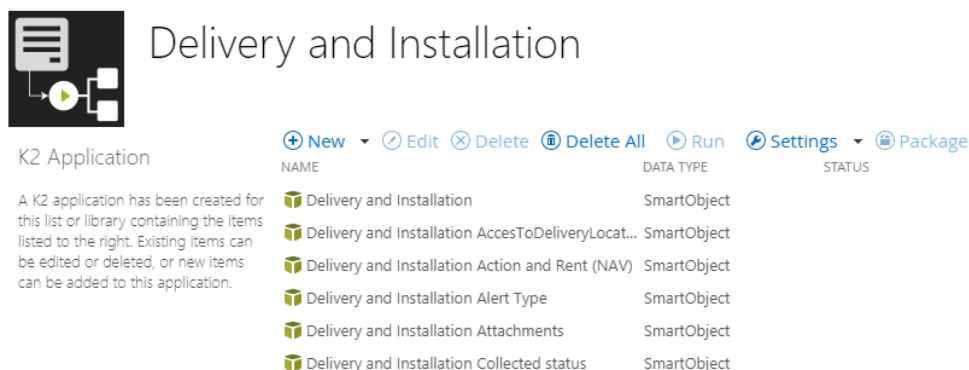 Delivery and Installation
K2 Application
A K2 application has been created for
this list or library containing the items
listed to the right. Existing items can
be edited or deleted, or new items
can be added to this application.
New Edit Delete Delete All Run Settings Package
NAME DATA TYPE STATUS
Delivery and Installation SmartObject
Delivery and Installation AccesToDeliveryLocat... SmartObject
Delivery and Installation Action and Rent (NAV) SmartObject
Delivery and Installation Alert Type SmartObject
Delivery and Installation Attachments SmartObject
Delivery and Installation Collected status SmartObject